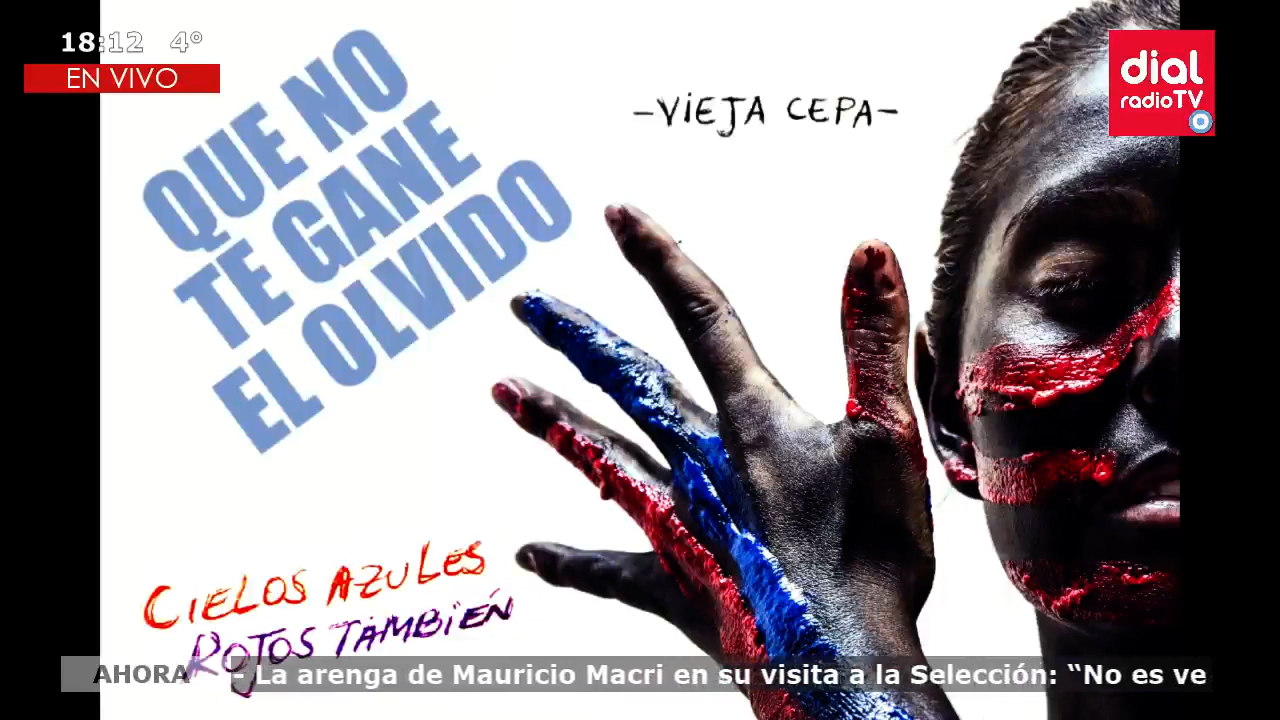 18:12 4°
EN VIVO
dial
radioTV
QUE NO
TE GANE
EL OLVIDO
-VIEJA CEPA-
CIELOS AZULES
ROJOS TAMBIÉN
AHORA - La arenga de Mauricio Macri en su visita a la Selección: “No es ve